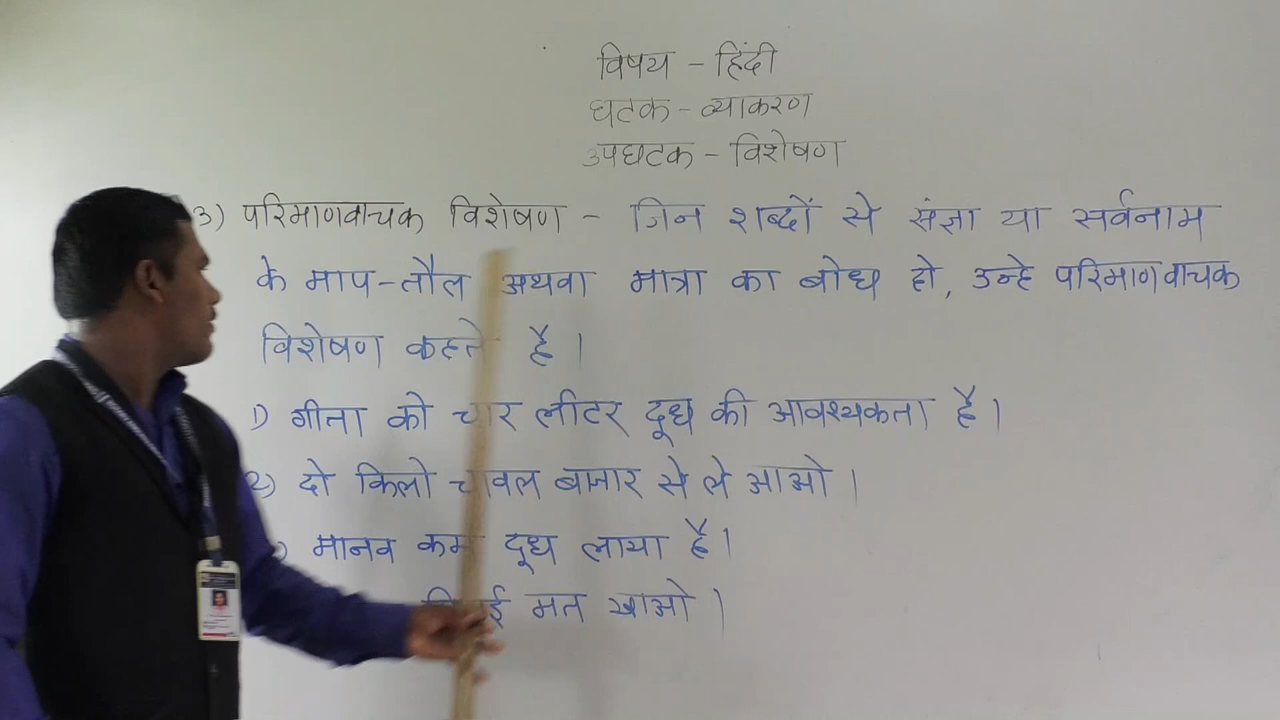 विषय - हिंदी
घटक - व्याकरण
उपघटक - विशेषण
3) परिमाणवाचक विशेषण - जिन शब्दों से संज्ञा या सर्वनाम
के माप-तौल अथवा मात्रा का बोध हो, उन्हे परिमाणवाचक
विशेषण कहते है।
1) गीता को चार लीटर दूध की आवश्यकता है।
2) दो किलो चावल बाजार से ले आओ।
) मानव कम दूध लाया है।
मत खाओ।